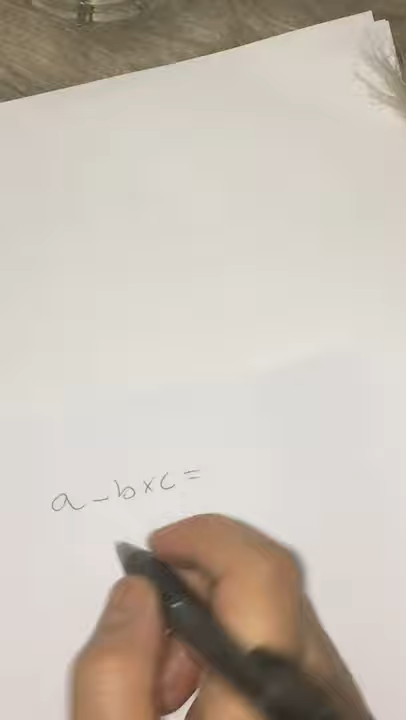 a - b × c =